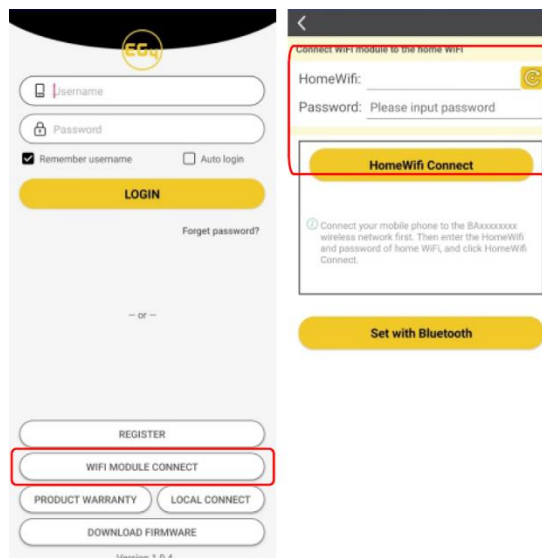 EG4
Username
Password
Remember username
Auto login
LOGIN
Forget password?
— or —
REGISTER
WIFI MODULE CONNECT
PRODUCT WARRANTY
LOCAL CONNECT
DOWNLOAD FIRMWARE
Version 1.0.4
Connect WiFi module to the home WiFi
HomeWifi:
Password: Please input password
HomeWifi Connect
Connect your mobile phone to the BAxxxxxxxx
wireless network first. Then enter the HomeWifi
and password of home WiFi, and click HomeWifi
Connect.
Set with Bluetooth